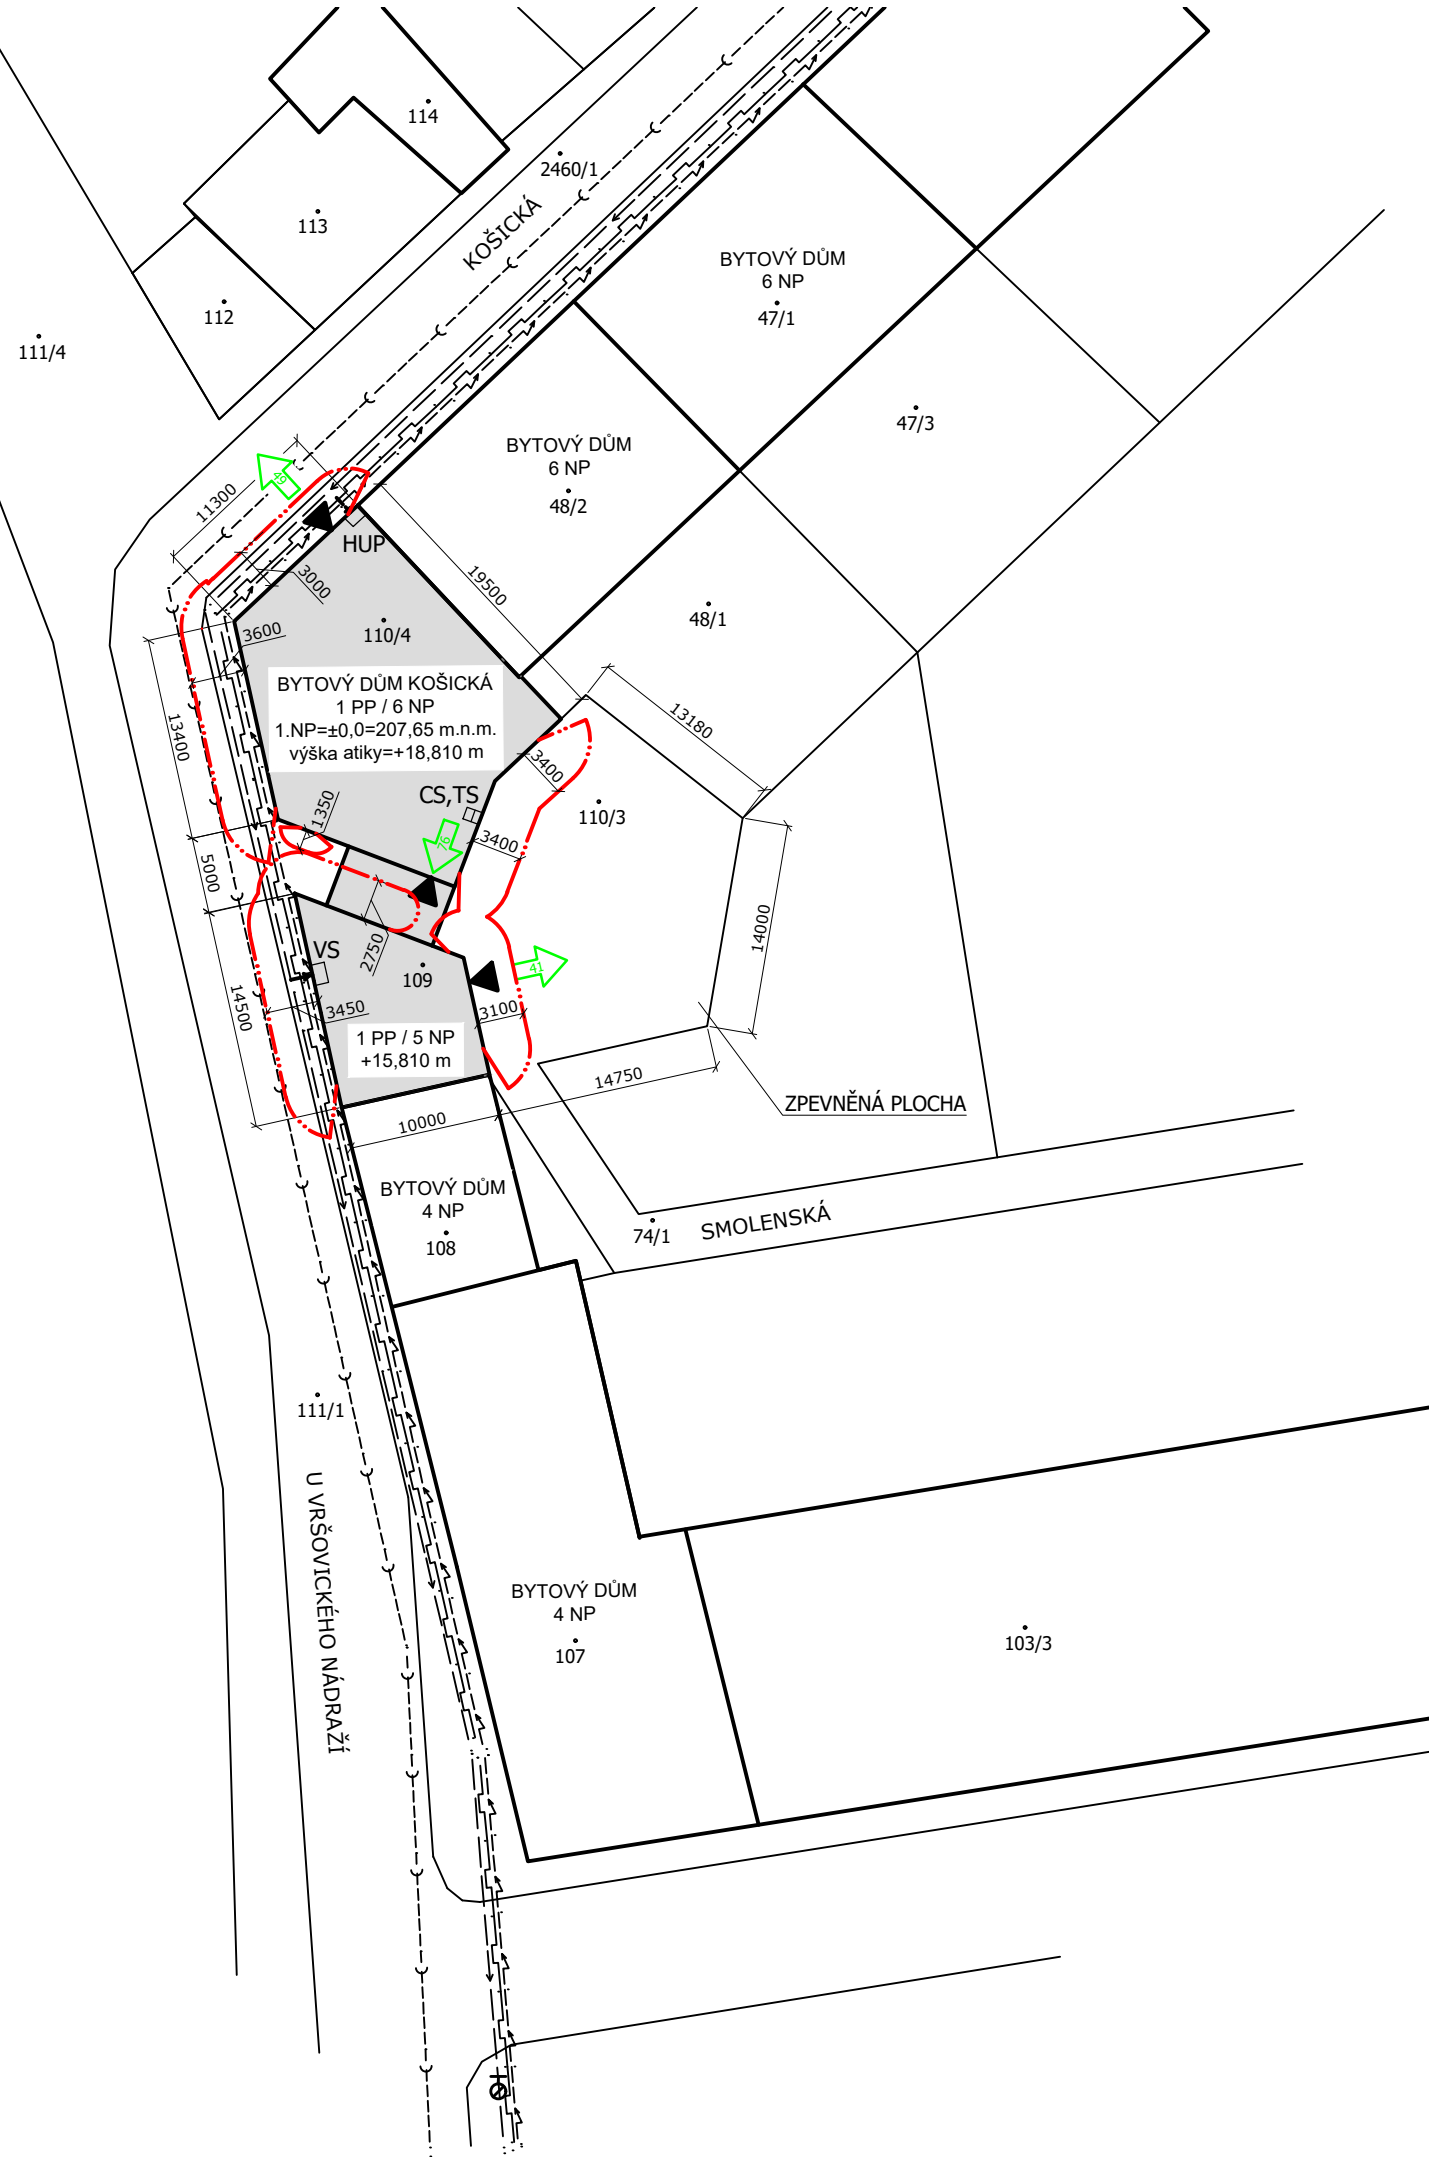 114
2460/1
113
KOŠICKÁ
112
111/4
BYTOVÝ DŮM
6 NP
47/1
47/3
BYTOVÝ DŮM
6 NP
48/2
49
11300
HUP
3000
19500
48/1
3600
110/4
BYTOVÝ DŮM KOŠICKÁ
1 PP / 6 NP
1.NP=±0,0=207,65 m.n.m.
výška atiky=+18,810 m
13180
13400
3400
CS,TS
1350
110/3
76
3400
5000
14000
VS
2750
109
41
14500
3450
3100
1 PP / 5 NP
+15,810 m
14750
ZPEVNĚNÁ PLOCHA
10000
BYTOVÝ DŮM
4 NP
108
74/1
SMOLENSKÁ
111/1
U VRŠOVICKÉHO NÁDRAŽÍ
BYTOVÝ DŮM
4 NP
107
103/3
H